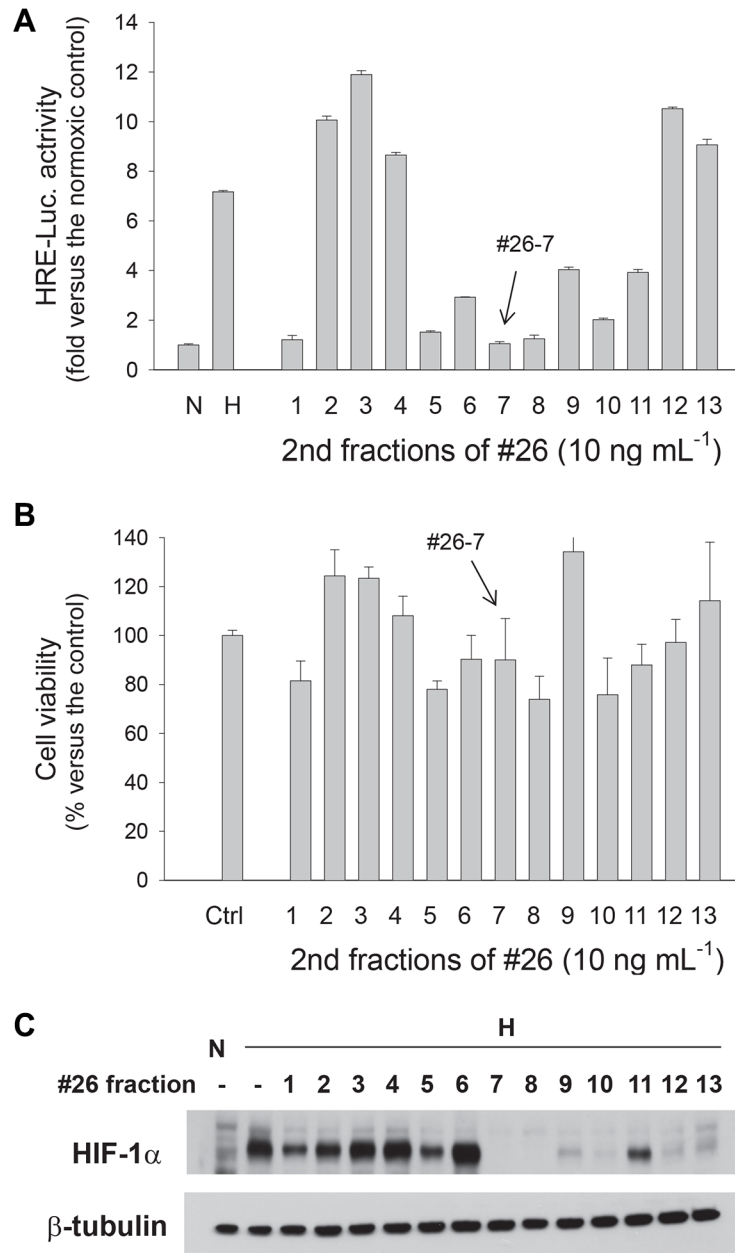 A
HRE-Luc. actrivity
(fold versus the normoxic control)
14
12
10
8
6
4
2
0
#26-7
N H 1 2 3 4 5 6 7 8 9 10 11 12 13
2nd fractions of #26 (10 ng mL⁻¹)
B
Cell viability
(% versus the control)
140
120
100
80
60
40
20
0
#26-7
Ctrl 1 2 3 4 5 6 7 8 9 10 11 12 13
2nd fractions of #26 (10 ng mL⁻¹)
C
N H
#26 fraction - - 1 2 3 4 5 6 7 8 9 10 11 12 13
HIF-1α
β-tubulin